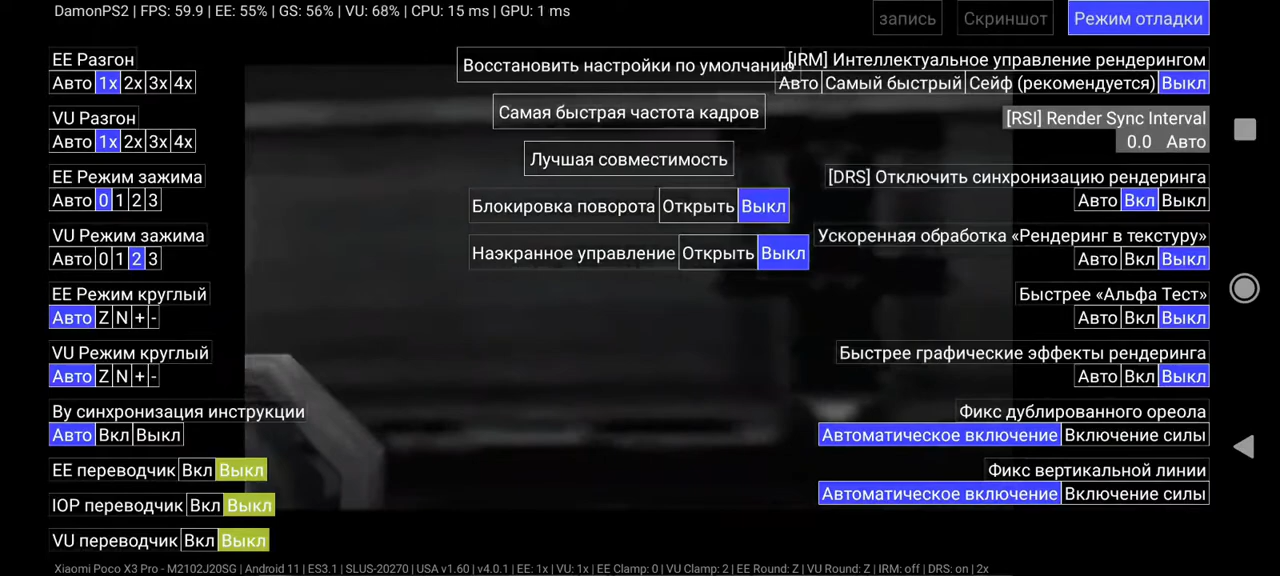 DamonPS2 | FPS: 59.9 | EE: 55% | GS: 56% | VU: 68% | CPU: 15 ms | GPU: 1 ms
запись Скриншот Режим отладки
EE Разгон
Авто 1x 2x 3x 4x
VU Разгон
Авто 1x 2x 3x 4x
EE Режим зажима
Авто 0 1 2 3
VU Режим зажима
Авто 0 1 2 3
EE Режим круглый
Авто Z N + -
VU Режим круглый
Авто Z N + -
Ву синхронизация инструкции
Авто Вкл Выкл
EE переводчик Вкл Выкл
IOP переводчик Вкл Выкл
VU переводчик Вкл Выкл
Восстановить настройки по умолчанию
Самая быстрая частота кадров
Лучшая совместимость
Блокировка поворота Открыть Выкл
Наэкранное управление Открыть Выкл
[IRM] Интеллектуальное управление рендерингом
Авто Самый быстрый Сейф (рекомендуется) Выкл
[RSI] Render Sync Interval
0.0 Авто
[DRS] Отключить синхронизацию рендеринга
Авто Вкл Выкл
Ускоренная обработка «Рендеринг в текстуру»
Авто Вкл Выкл
Быстрее «Альфа Тест»
Авто Вкл Выкл
Быстрее графические эффекты рендеринга
Авто Вкл Выкл
Фикс дублированного ореола
Автоматическое включение Включение силы
Фикс вертикальной линии
Автоматическое включение Включение силы
Xiaomi Poco X3 Pro - M2102J20SG | Android 11 | ES3.1 | SLUS-20270 | USA v1.60 | v4.0.1 | EE: 1x | VU: 1x | EE Clamp: 0 | VU Clamp: 2 | EE Round: Z | VU Round: Z | IRM: off | DRS: on | 2x